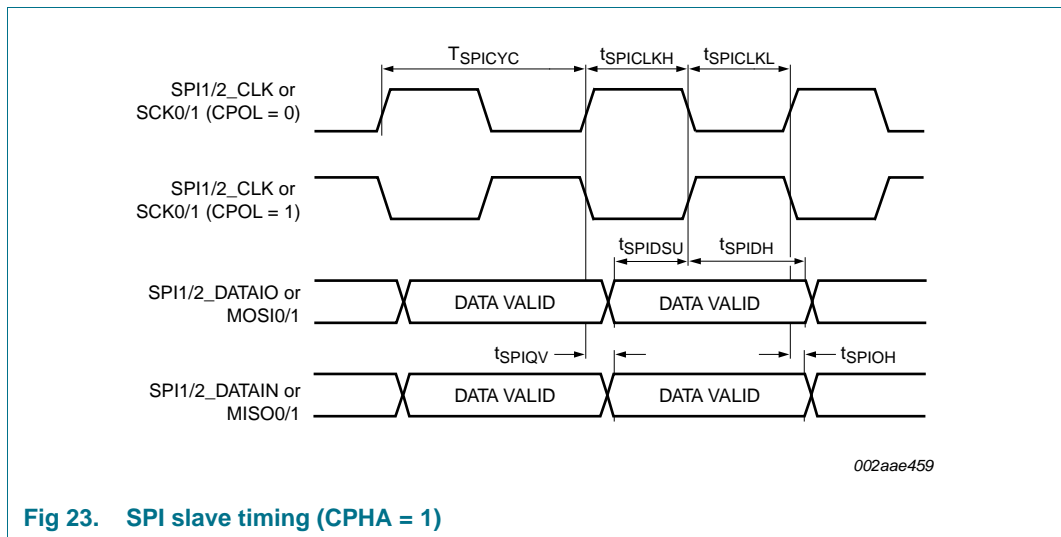 TSPICYC
tSPICLKH
tSPICLKL
SPI1/2_CLK or
SCK0/1 (CPOL = 0)
SPI1/2_CLK or
SCK0/1 (CPOL = 1)
tSPIDSU
tSPIDH
SPI1/2_DATAIO or
MOSI0/1
DATA VALID
DATA VALID
tSPIQV
tSPIOH
SPI1/2_DATAIN or
MISO0/1
DATA VALID
DATA VALID
002aae459
Fig 23. SPI slave timing (CPHA = 1)